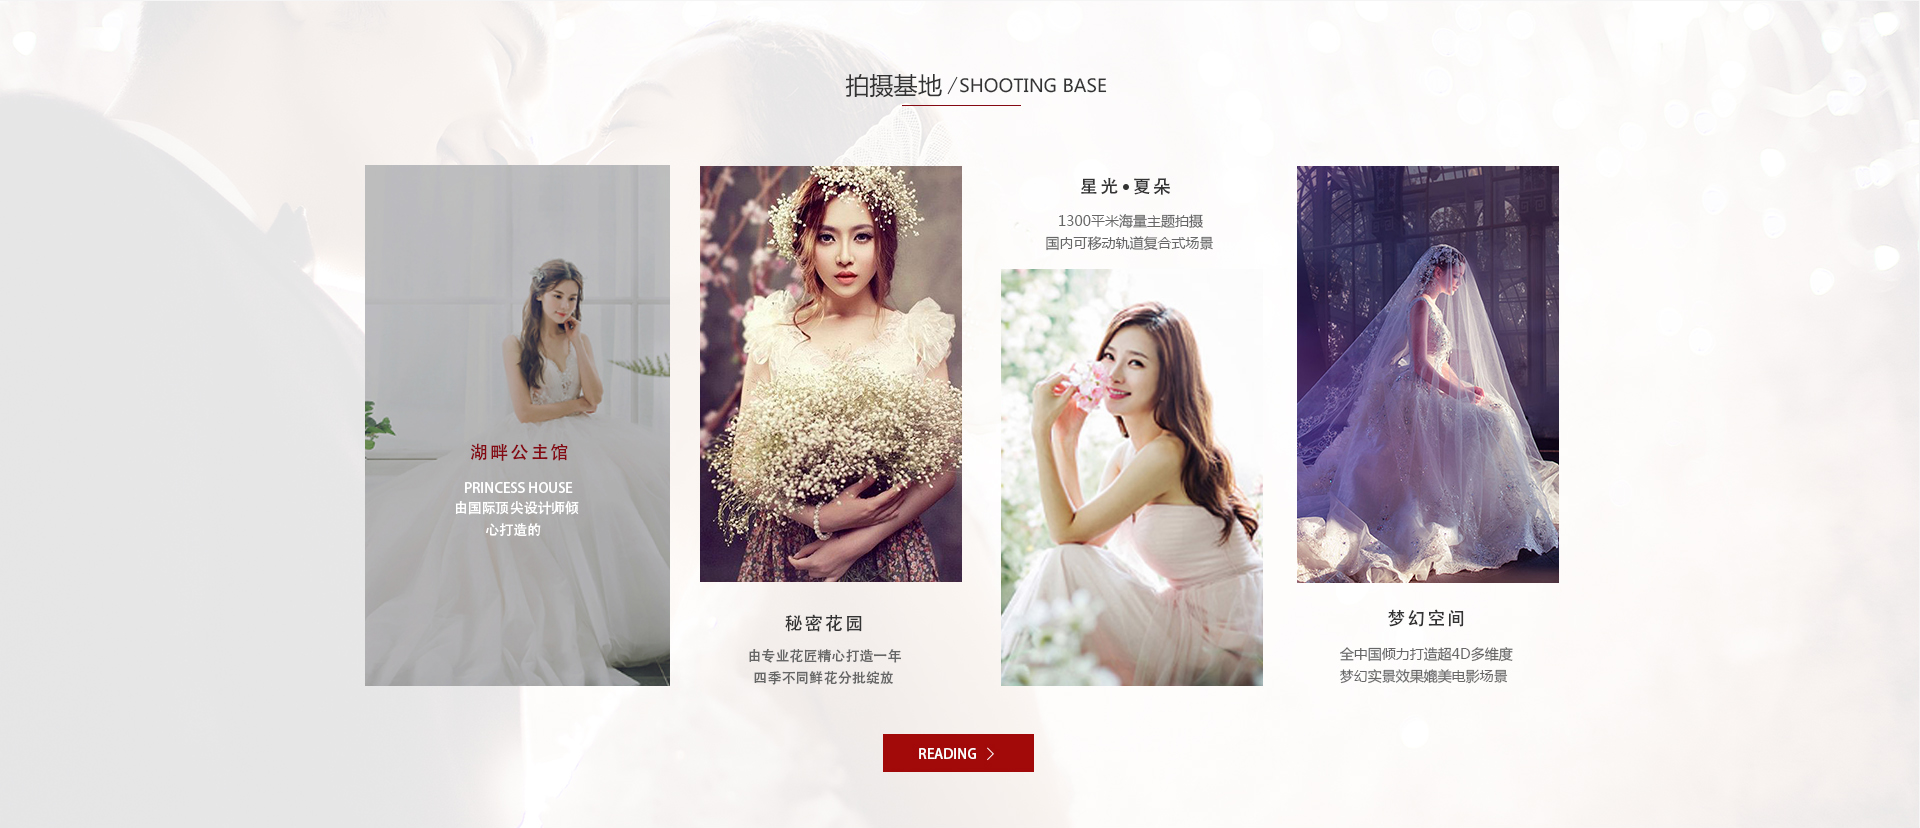 拍摄基地 / SHOOTING BASE
湖畔公主馆
PRINCESS HOUSE
由国际顶尖设计师倾
心打造的
秘密花园
由专业花匠精心打造一年
四季不同鲜花分批绽放
星光•夏朵
1300平米海量主题拍摄
国内可移动轨道复合式场景
梦幻空间
全中国倾力打造超4D多维度
梦幻实景效果媲美电影场景
READING >